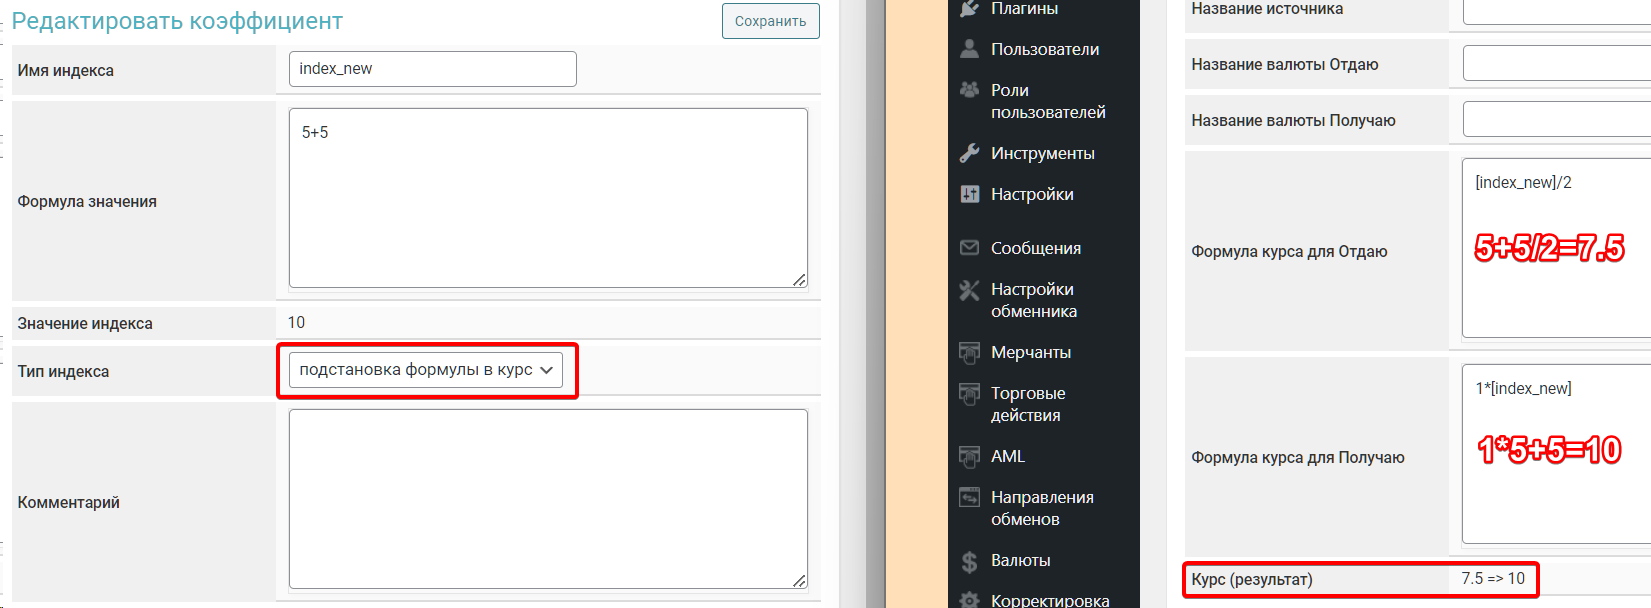 Редактировать коэффициент
Сохранить
Имя индекса
index_new
Формула значения
5+5
Значение индекса
10
Тип индекса
подстановка формулы в курс
Комментарий
Плагины
Пользователи
Роли
пользователей
Инструменты
Настройки
Сообщения
Настройки
обменника
Мерчанты
Торговые
действия
AML
Направления
обменов
Валюты
Корректировка
Название источника
Название валюты Отдаю
Название валюты Получаю
Формула курса для Отдаю
[index_new]/2
5+5/2=7.5
Формула курса для Получаю
1*[index_new]
1*5+5=10
Курс (результат)
7.5 => 10